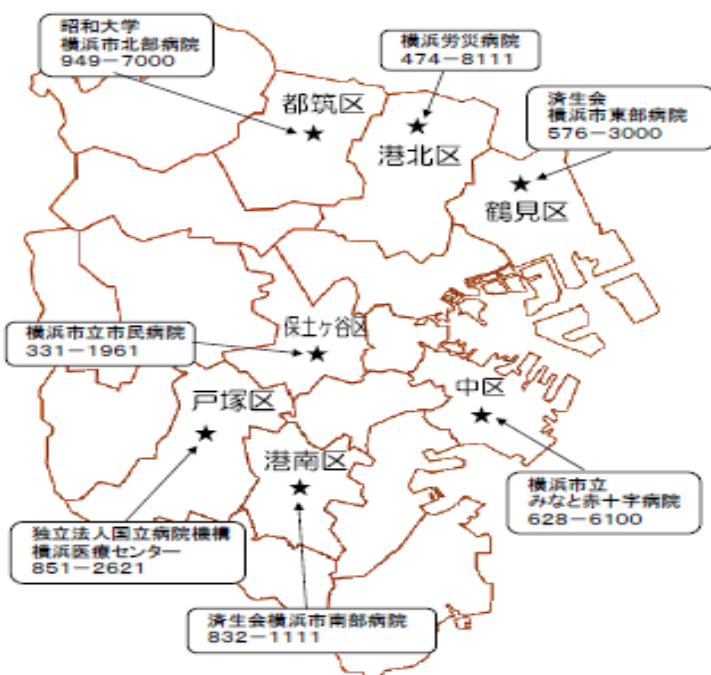 昭和大学
横浜市北部病院
949－7000
横浜労災病院
474－8111
済生会
横浜市東部病院
576－3000
都筑区
港北区
鶴見区
横浜市立市民病院
331－1961
保土ヶ谷区
中区
戸塚区
港南区
横浜市立
みなと赤十字病院
628－6100
独立法人国立病院機構
横浜医療センター
851－2621
済生会横浜市南部病院
832－1111